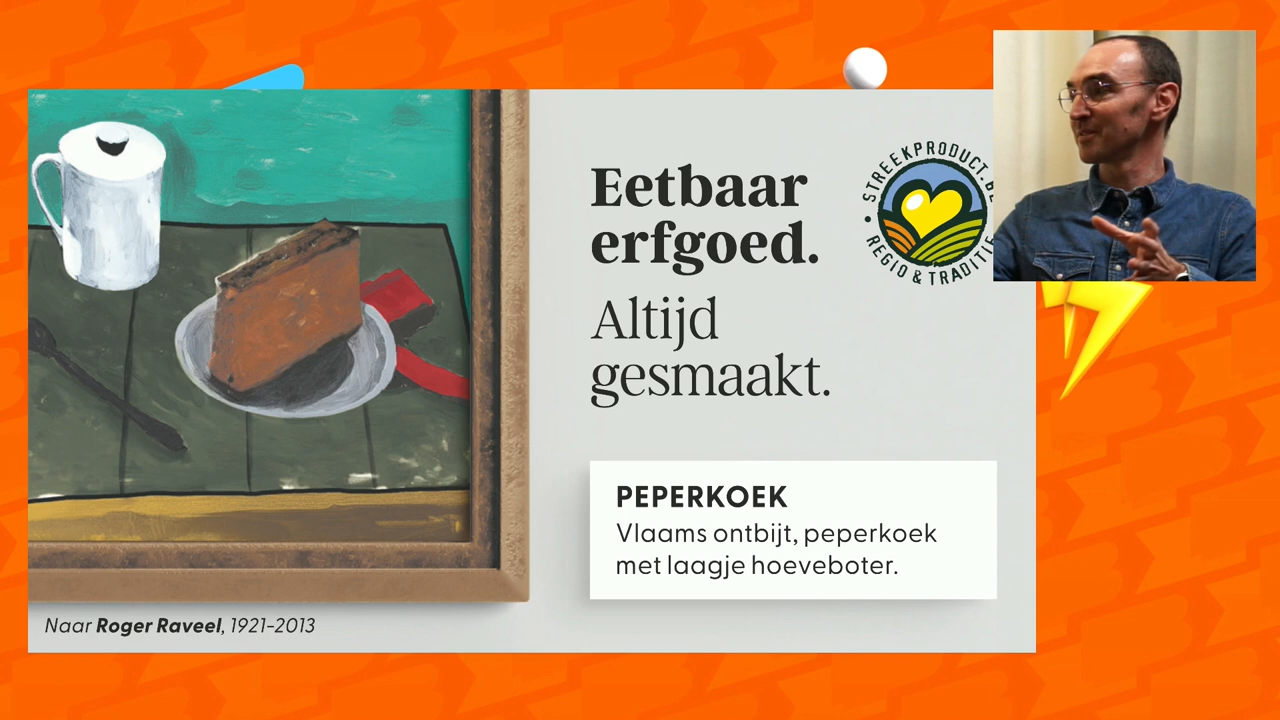 Eetbaar
erfgoed.
Altijd
gesmaakt.
STREEKPRODUCT.BE
REGIO & TRADITIE
PEPERKOEK
Vlaams ontbijt, peperkoek
met laagje hoeveboter.
Naar Roger Raveel, 1921-2013